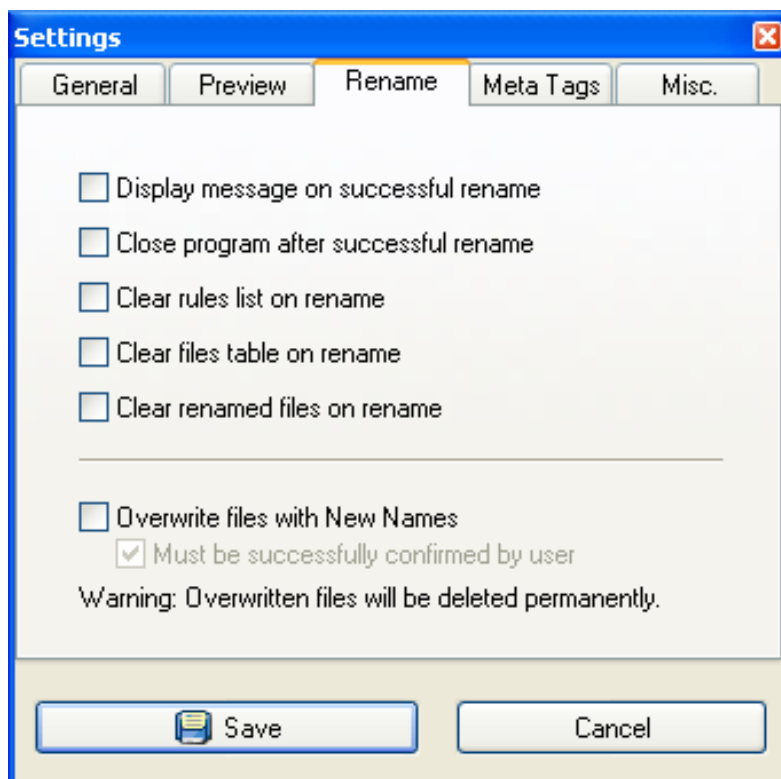 Settings
General Preview Rename Meta Tags Misc.
Display message on successful rename
Close program after successful rename
Clear rules list on rename
Clear files table on rename
Clear renamed files on rename
Overwrite files with New Names
Must be successfully confirmed by user
Warning: Overwritten files will be deleted permanently.
Save Cancel